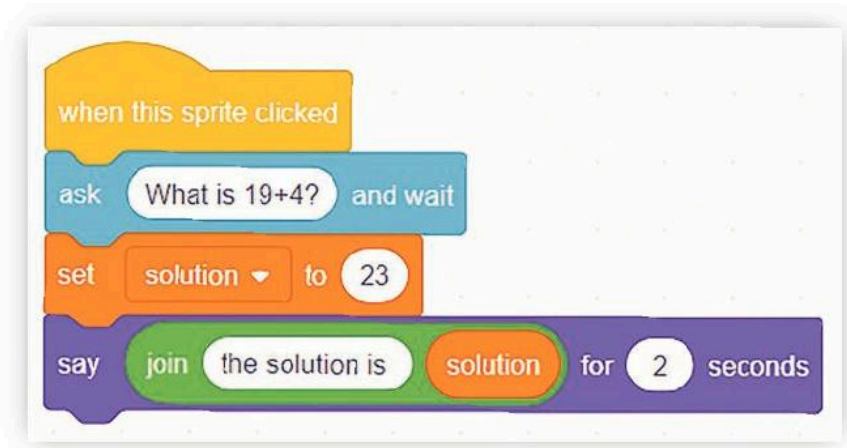 when this sprite clicked
ask What is 19+4? and wait
set solution to 23
say join the solution is solution for 2 seconds